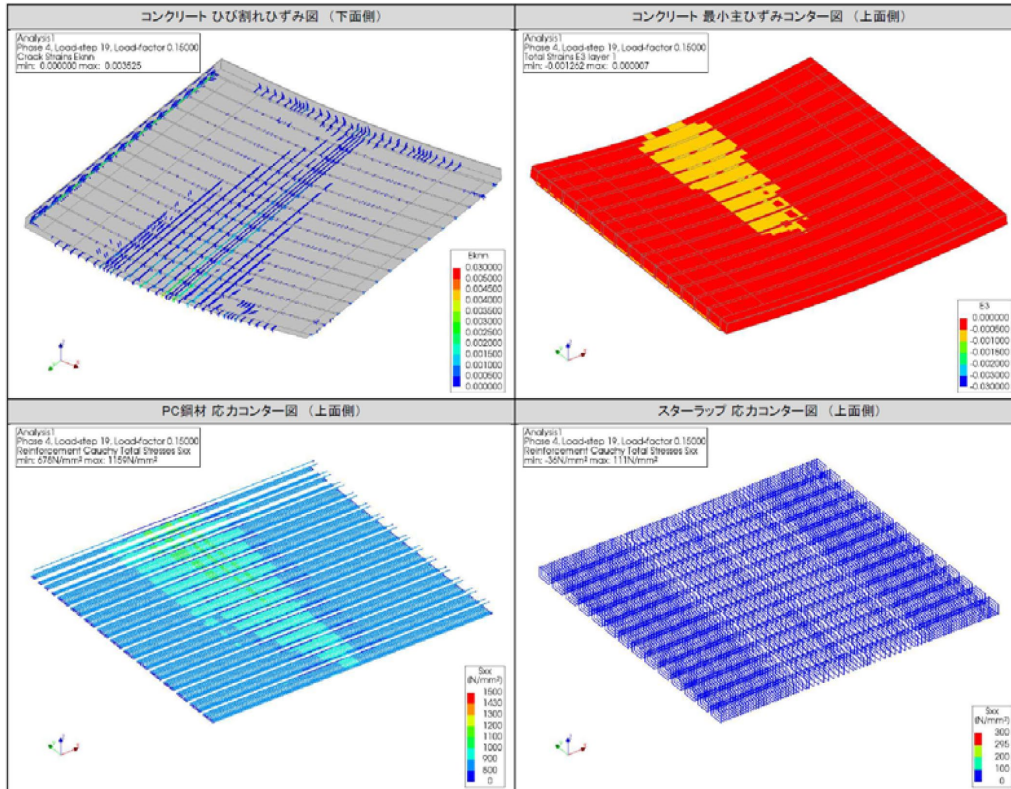 コンクリート ひび割れひずみ図 (下面側)
Analysis1
Phase 4, Load-step 19, Load-factor 0.15000
Crack Strains Eknn
min: 0.000000 max: 0.003525
Eknn
0.030000
0.005000
0.004500
0.004000
0.003500
0.003000
0.002500
0.002000
0.001500
0.001000
0.000500
0.000000
コンクリート 最小主ひずみコンター図 (上面側)
Analysis1
Phase 4, Load-step 19, Load-factor 0.15000
Total Strains E3 layer 1
min: -0.001262 max: 0.000007
E3
0.000000
-0.000500
-0.001000
-0.001500
-0.002000
-0.003000
-0.030000
PC鋼材 応力コンター図 (上面側)
Analysis1
Phase 4, Load-step 19, Load-factor 0.15000
Reinforcement Cauchy Total Stresses Sxx
min: 678N/mm² max: 1159N/mm²
Sxx
(N/mm²)
1500
1450
1300
1200
1100
1000
900
800
0
スターラップ 応力コンター図 (上面側)
Analysis1
Phase 4, Load-step 19, Load-factor 0.15000
Reinforcement Cauchy Total Stresses Sxx
min: -36N/mm² max: 111N/mm²
Sxx
(N/mm²)
300
295
200
100
0